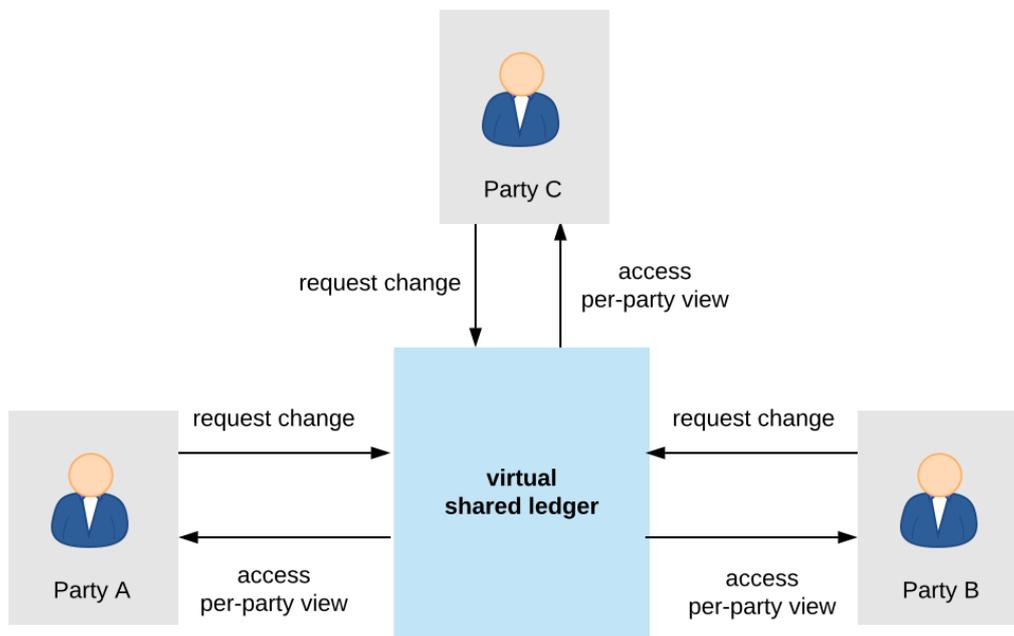 Party C
request change
access
per-party view
request change
request change
virtual
shared ledger
Party A
access
per-party view
access
per-party view
Party B